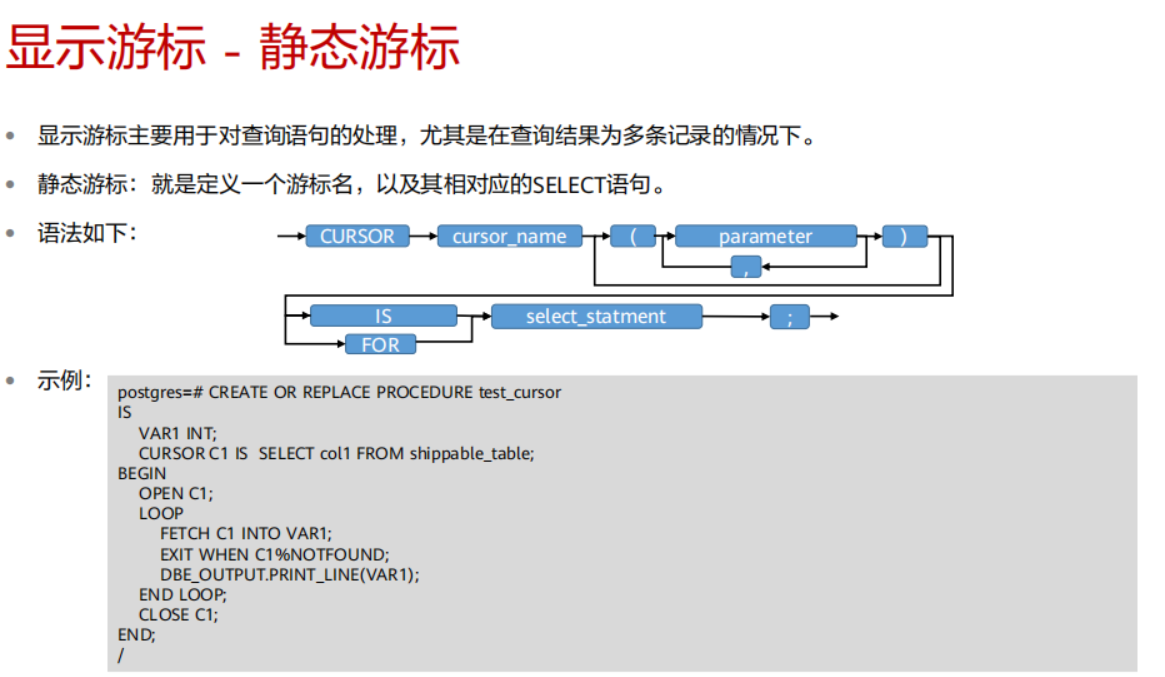 显示游标 - 静态游标
• 显示游标主要用于对查询语句的处理，尤其是在查询结果为多条记录的情况下。
• 静态游标：就是定义一个游标名，以及其相对应的SELECT语句。
• 语法如下：
CURSOR cursor_name ( parameter )
,
IS select_statment ;
FOR
• 示例：
postgres=# CREATE OR REPLACE PROCEDURE test_cursor
IS
VAR1 INT;
CURSOR C1 IS  SELECT col1 FROM shippable_table;
BEGIN
OPEN C1;
LOOP
FETCH C1 INTO VAR1;
EXIT WHEN C1%NOTFOUND;
DBE_OUTPUT.PRINT_LINE(VAR1);
END LOOP;
CLOSE C1;
END;
/